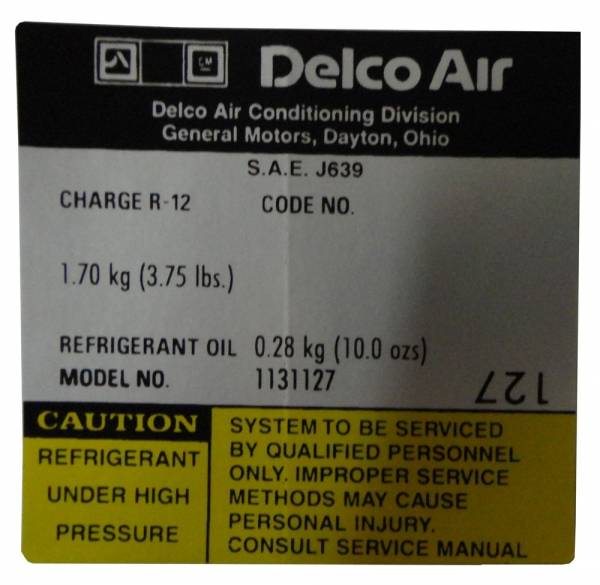 GM Delco Air
Delco Air Conditioning Division
General Motors, Dayton, Ohio
S.A.E. J639
CHARGE R-12 CODE NO.
1.70 kg (3.75 lbs.)
REFRIGERANT OIL 0.28 kg (10.0 ozs)
MODEL NO. 1131127
127
CAUTION
REFRIGERANT
UNDER HIGH
PRESSURE
SYSTEM TO BE SERVICED
BY QUALIFIED PERSONNEL
ONLY. IMPROPER SERVICE
METHODS MAY CAUSE
PERSONAL INJURY.
CONSULT SERVICE MANUAL